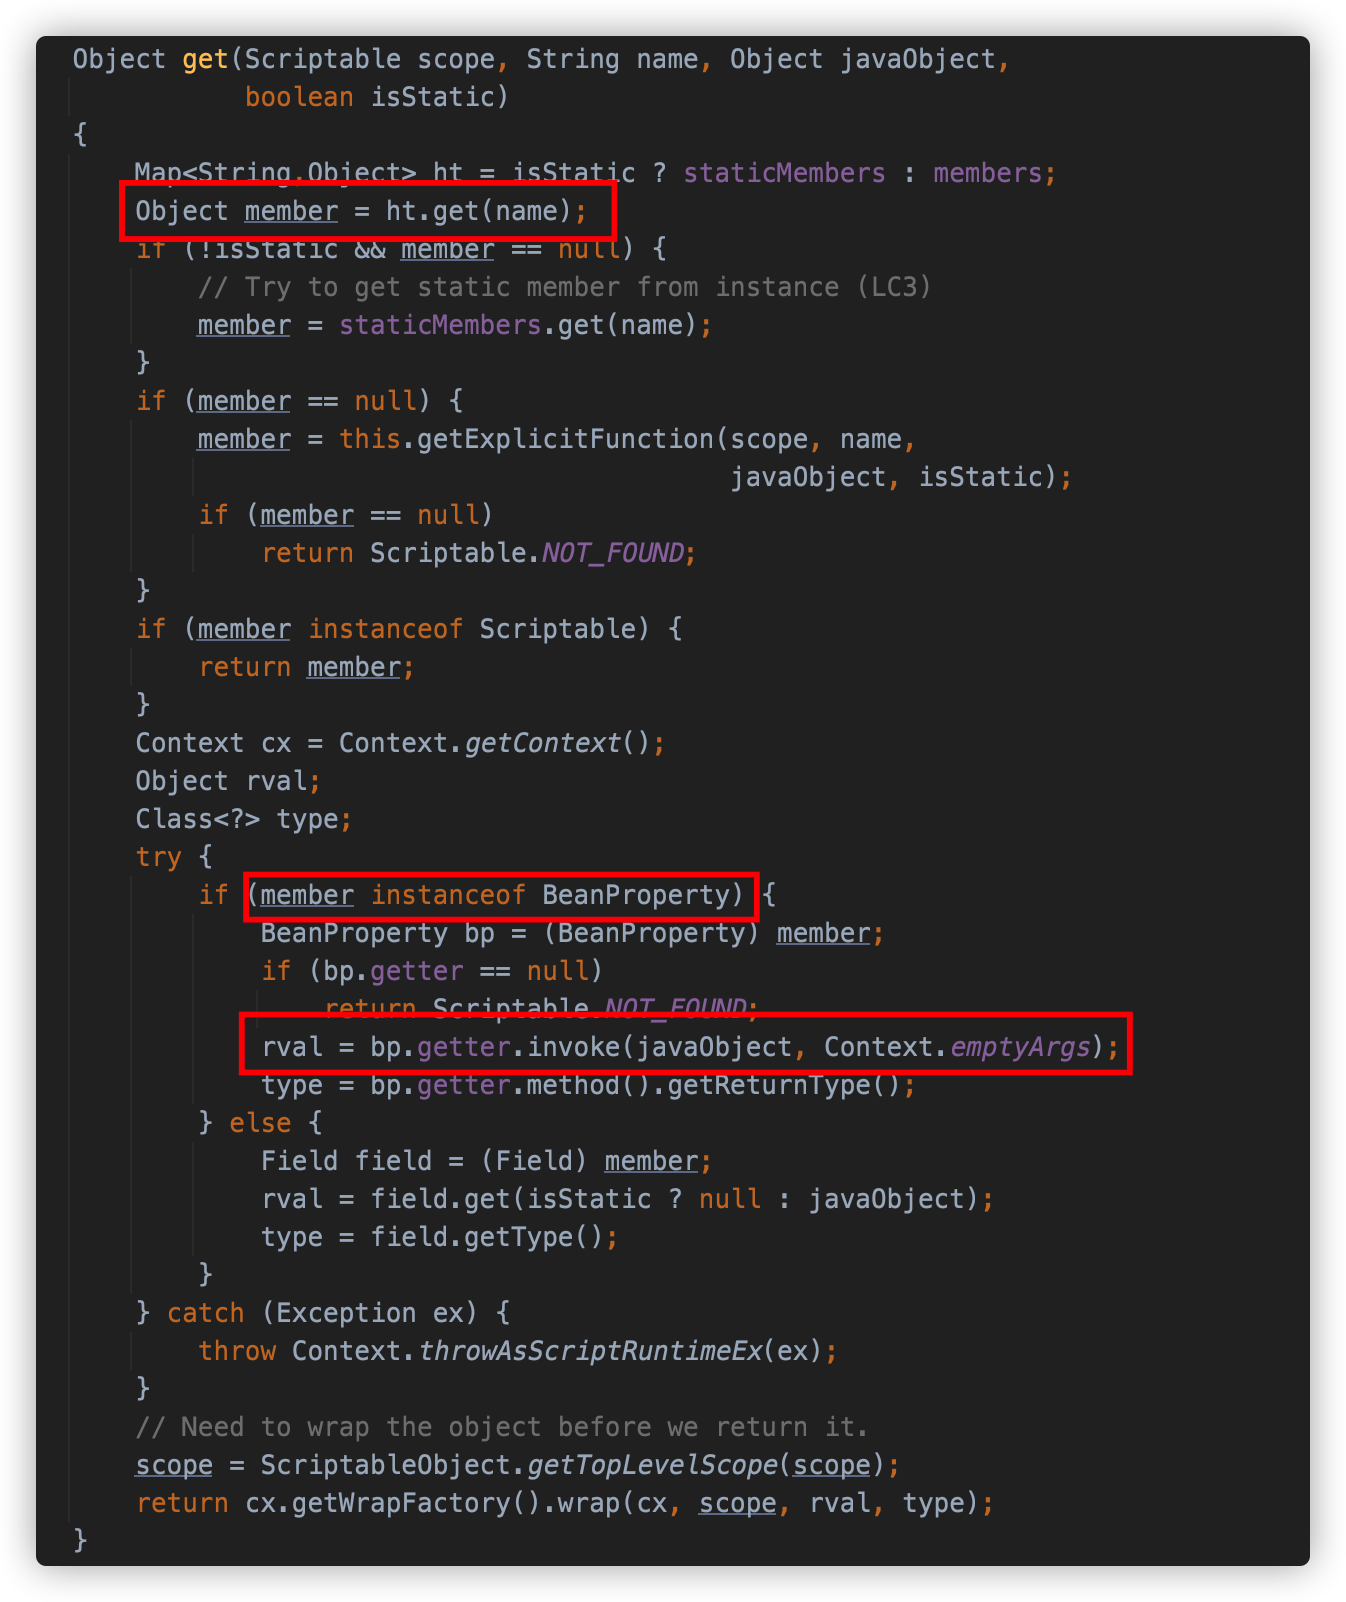 Object get(Scriptable scope, String name, Object javaObject,
           boolean isStatic)
{
    Map<String,Object> ht = isStatic ? staticMembers : members;
    Object member = ht.get(name);
    if (!isStatic && member == null) {
        // Try to get static member from instance (LC3)
        member = staticMembers.get(name);
    }
    if (member == null) {
        member = this.getExplicitFunction(scope, name,
                                          javaObject, isStatic);
        if (member == null)
            return Scriptable.NOT_FOUND;
    }
    if (member instanceof Scriptable) {
        return member;
    }
    Context cx = Context.getContext();
    Object rval;
    Class<?> type;
    try {
        if (member instanceof BeanProperty) {
            BeanProperty bp = (BeanProperty) member;
            if (bp.getter == null)
                return Scriptable.NOT_FOUND;
            rval = bp.getter.invoke(javaObject, Context.emptyArgs);
            type = bp.getter.method().getReturnType();
        } else {
            Field field = (Field) member;
            rval = field.get(isStatic ? null : javaObject);
            type = field.getType();
        }
    } catch (Exception ex) {
        throw Context.throwAsScriptRuntimeEx(ex);
    }
    // Need to wrap the object before we return it.
    scope = ScriptableObject.getTopLevelScope(scope);
    return cx.getWrapFactory().wrap(cx, scope, rval, type);
}